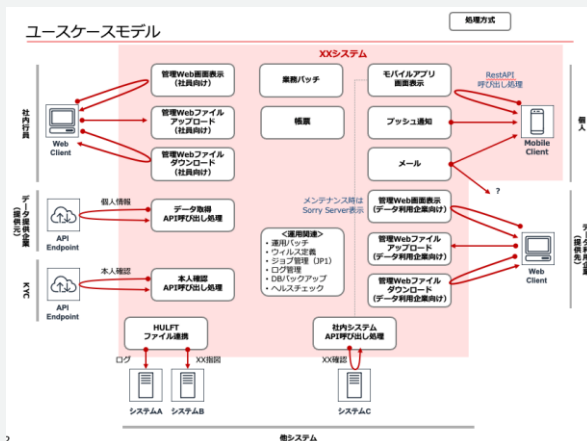 ユースケースモデル
処理方式
XXシステム
社内行員
Web
Client
管理Web画面表示
(社員向け)
管理Webファイル
アップロード
(社員向け)
管理Webファイル
ダウンロード
(社員向け)
業務バッチ
帳票
モバイルアプリ
画面表示
プッシュ通知
メール
RestAPI
呼び出し処理
Mobile
Client
個人
?
データ提供企業
(提供元)
API
Endpoint
個人情報
データ取得
API呼び出し処理
KYC
API
Endpoint
本人確認
本人確認
API呼び出し処理
<運用関連>
・運用バッチ
・ウィルス定義
・ジョブ管理(JP1)
・ログ管理
・DBバックアップ
・ヘルスチェック
メンテナンス時は
Sorry Server表示
管理Web画面表示
(データ利用企業向け)
管理Webファイル
アップロード
(データ利用企業向け)
管理Webファイル
ダウンロード
(データ利用企業向け)
Web
Client
データ利用企業
(提供先)
HULFT
ファイル連携
社内システム
API呼び出し処理
ログ
XX指図
XX確認
システムA
システムB
システムC
他システム